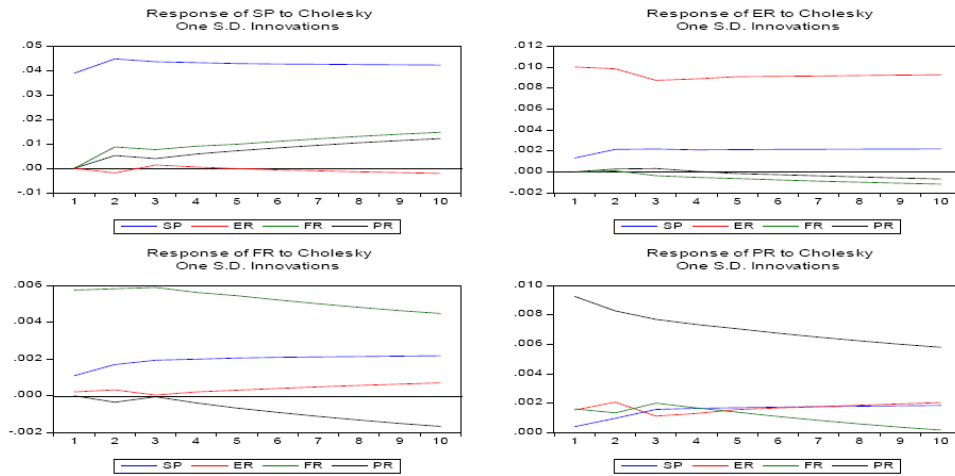 Response of SP to Cholesky
One S.D. Innovations
.05
.04
.03
.02
.01
.00
-.01
1 2 3 4 5 6 7 8 9 10
SP ER FR PR
Response of ER to Cholesky
One S.D. Innovations
.012
.010
.008
.006
.004
.002
.000
-.002
1 2 3 4 5 6 7 8 9 10
SP ER FR PR
Response of FR to Cholesky
One S.D. Innovations
.006
.004
.002
.000
-.002
1 2 3 4 5 6 7 8 9 10
SP ER FR PR
Response of PR to Cholesky
One S.D. Innovations
.010
.008
.006
.004
.002
.000
1 2 3 4 5 6 7 8 9 10
SP ER FR PR